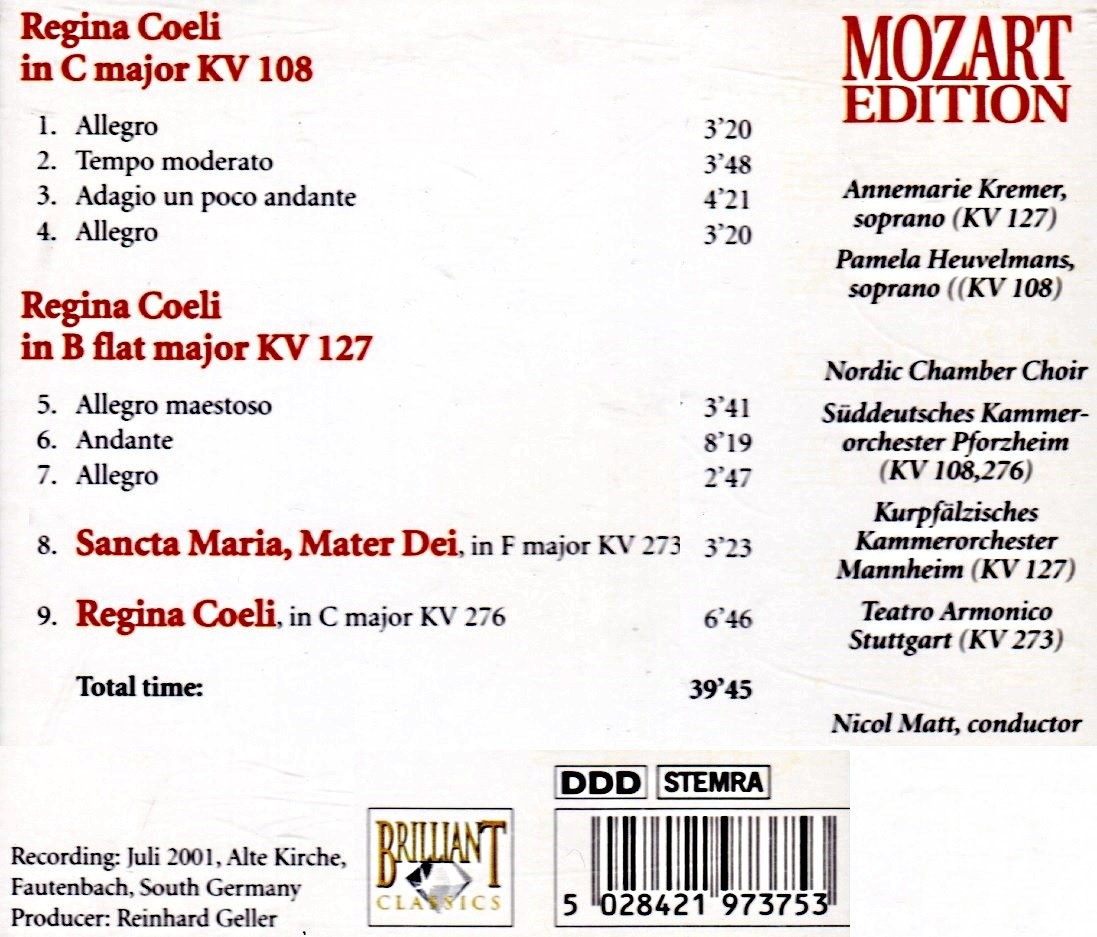 Regina Coeli
in C major KV 108
1. Allegro 3’20
2. Tempo moderato 3’48
3. Adagio un poco andante 4’21
4. Allegro 3’20
Regina Coeli
in B flat major KV 127
5. Allegro maestoso 3’41
6. Andante 8’19
7. Allegro 2’47
8. Sancta Maria, Mater Dei, in F major KV 273 3’23
9. Regina Coeli, in C major KV 276 6’46
Total time: 39’45
MOZART
EDITION
Annemarie Kremer,
soprano (KV 127)
Pamela Heuvelmans,
soprano ((KV 108)
Nordic Chamber Choir
Süddeutsches Kammer-
orchester Pforzheim
(KV 108,276)
Kurpfälzisches
Kammerorchester
Mannheim (KV 127)
Teatro Armonico
Stuttgart (KV 273)
Nicol Matt, conductor
Recording: Juli 2001, Alte Kirche,
Fautenbach, South Germany
Producer: Reinhard Geller
BRILLIANT
CLASSICS
DDD STEMRA
5 028421 973753